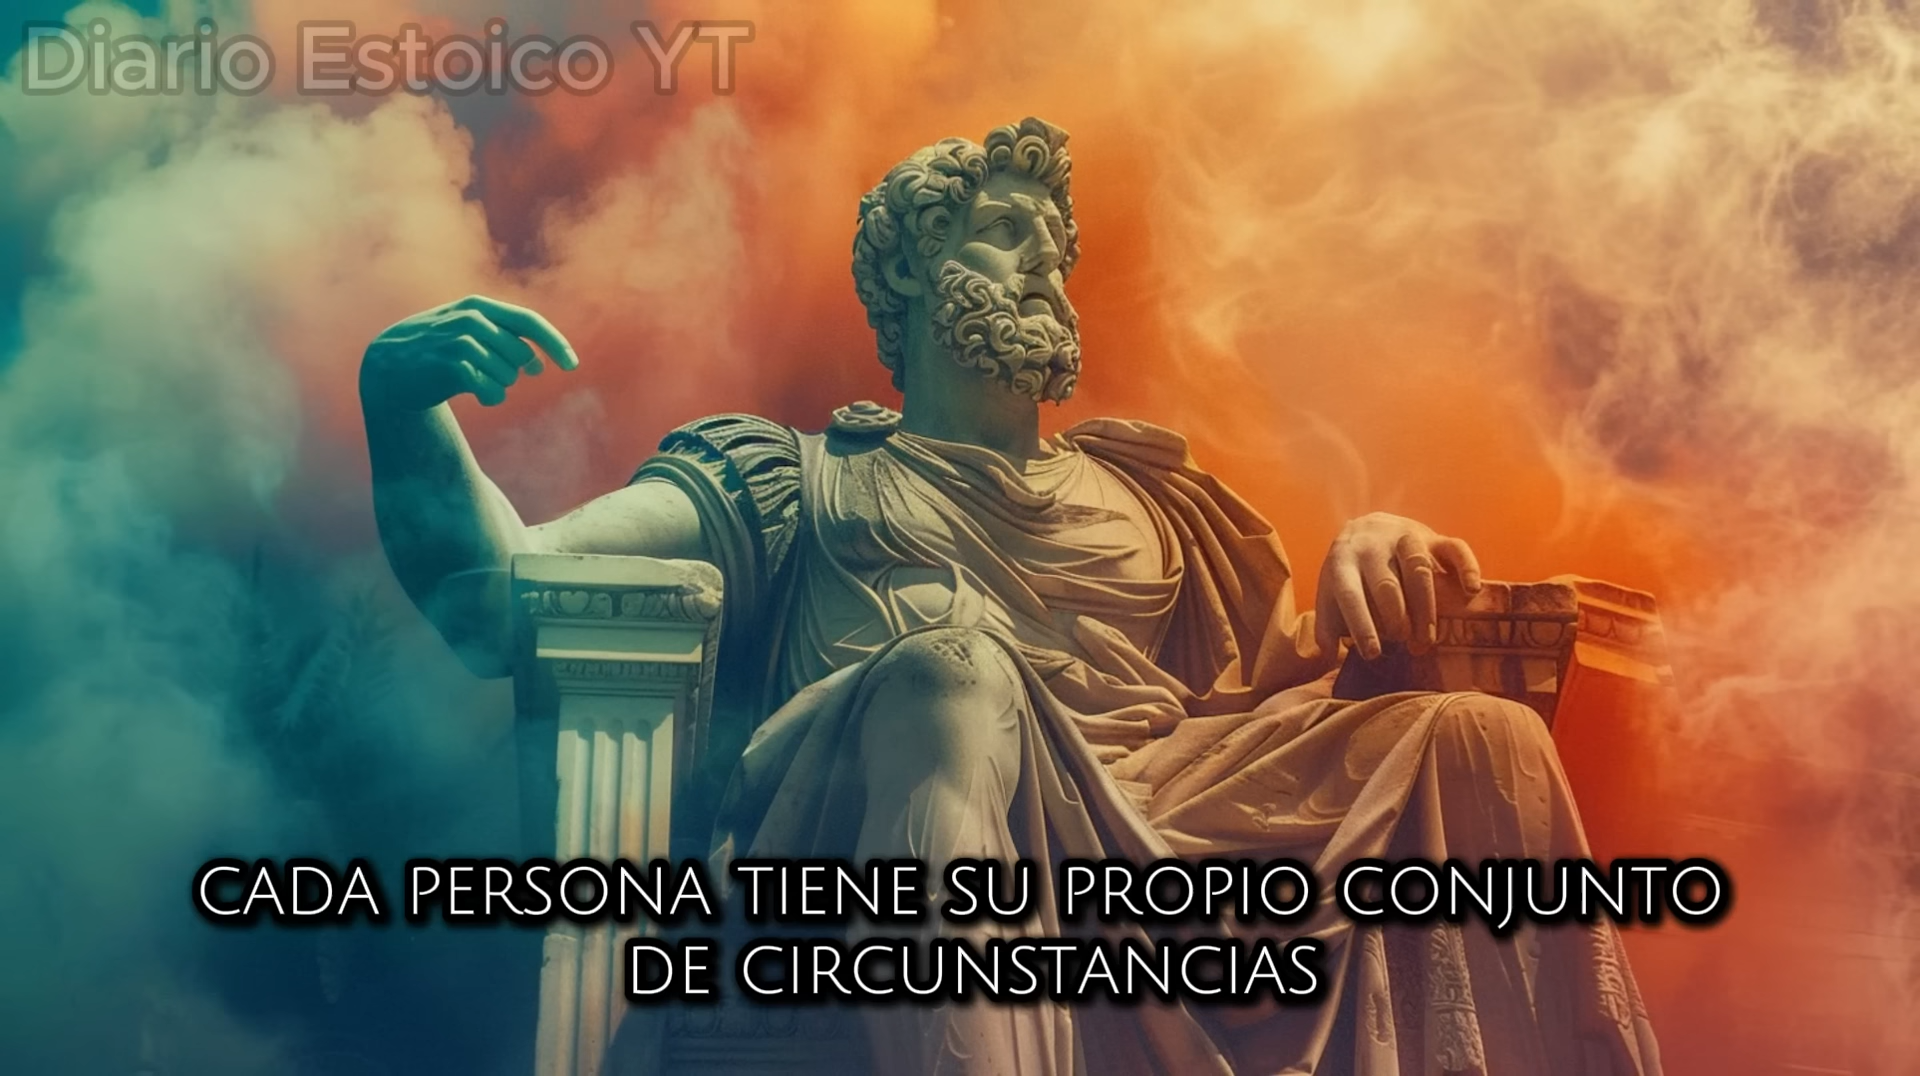 Diario Estoico YT
CADA PERSONA TIENE SU PROPIO CONJUNTO
DE CIRCUNSTANCIAS